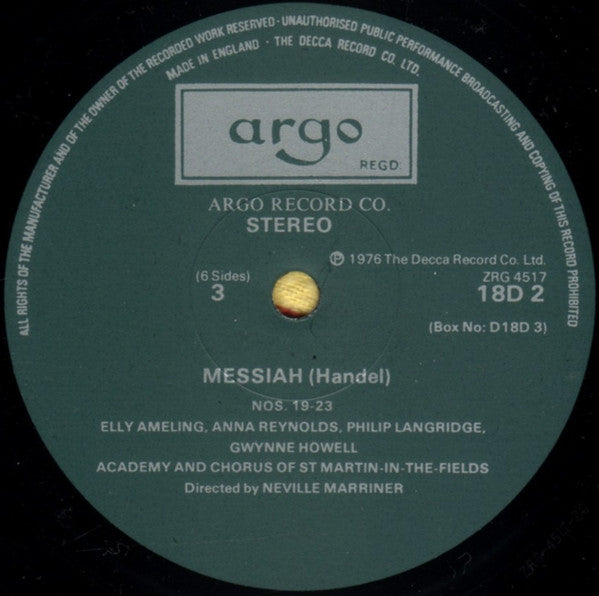 ALL RIGHTS OF THE MANUFACTURER AND OF THE OWNER OF THE RECORDED WORK RESERVED · UNAUTHORISED PUBLIC PERFORMANCE BROADCASTING AND COPYING OF THIS RECORD PROHIBITED
MADE IN ENGLAND · THE DECCA RECORD CO. LTD.
argo
REGD
ARGO RECORD CO.
STEREO
℗ 1976 The Decca Record Co. Ltd.
(6 Sides)
3
ZRG 4517
18D 2
(Box No: D18D 3)
MESSIAH (Handel)
NOS. 19-23
ELLY AMELING, ANNA REYNOLDS, PHILIP LANGRIDGE,
GWYNNE HOWELL
ACADEMY AND CHORUS OF ST MARTIN-IN-THE-FIELDS
Directed by NEVILLE MARRINER